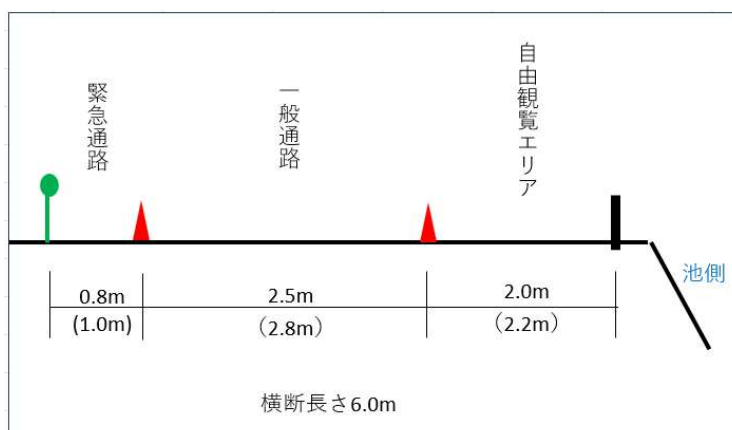 緊急通路
一般通路
自由観覧エリア
池側
0.8m
2.5m
2.0m
(1.0m)
（2.8m）
（2.2m）
横断長さ6.0m